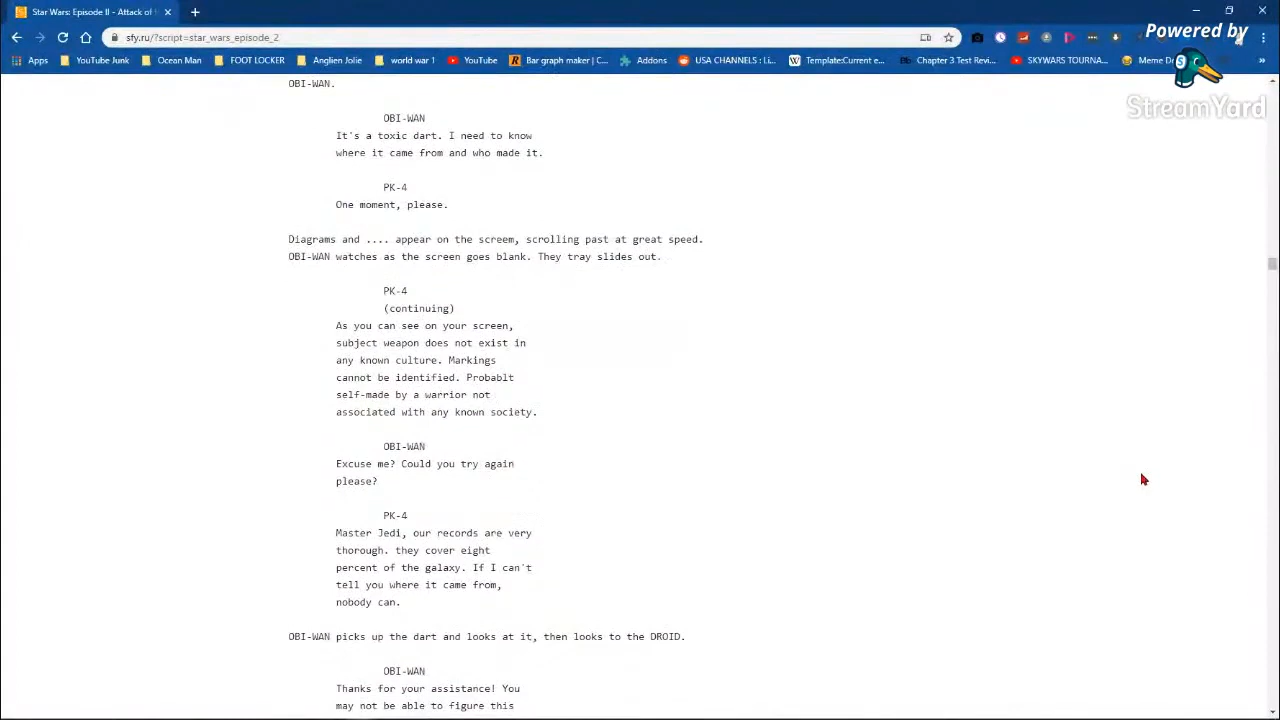 Star Wars: Episode II - Attack of
sfy.ru/?script=star_wars_episode_2
Powered by
Apps
YouTube Junk
Ocean Man
FOOT LOCKER
Anglien Jolie
world war 1
YouTube
Bar graph maker | C...
Addons
USA CHANNELS : Li...
Template:Current e...
Chapter 3 Test Revi...
SKYWARS TOURNA...
Meme De
StreamYard
OBI-WAN.
OBI-WAN
It's a toxic dart. I need to know
where it came from and who made it.
PK-4
One moment, please.
Diagrams and .... appear on the screem, scrolling past at great speed.
OBI-WAN watches as the screen goes blank. They tray slides out.
PK-4
(continuing)
As you can see on your screen,
subject weapon does not exist in
any known culture. Markings
cannot be identified. Probablt
self-made by a warrior not
associated with any known society.
OBI-WAN
Excuse me? Could you try again
please?
PK-4
Master Jedi, our records are very
thorough. they cover eight
percent of the galaxy. If I can't
tell you where it came from,
nobody can.
OBI-WAN picks up the dart and looks at it, then looks to the DROID.
OBI-WAN
Thanks for your assistance! You
may not be able to figure this